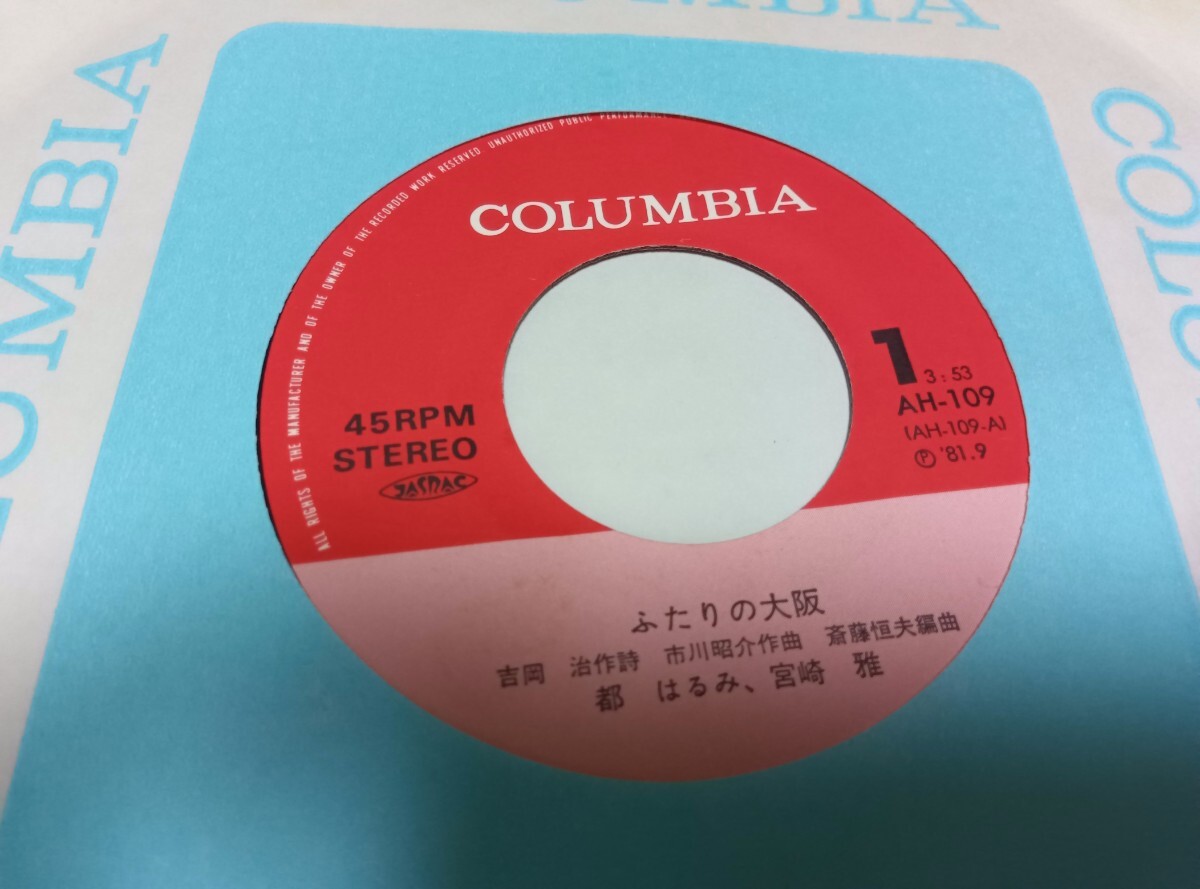 COLUMBIA
COLUMBIA
ALL RIGHTS OF THE MANUFACTURER AND OF THE OWNER OF THE RECORDED WORK RESERVED UNAUTHORIZED PUBLIC PERFORMANCE
COLUMBIA
1
3:53
AH-109
(AH-109-A)
Ⓟ '81.9
45RPM
STEREO
JASRAC
ふたりの大阪
吉岡 治作詩 市川昭介作曲 斎藤恒夫編曲
都 はるみ、宮崎 雅